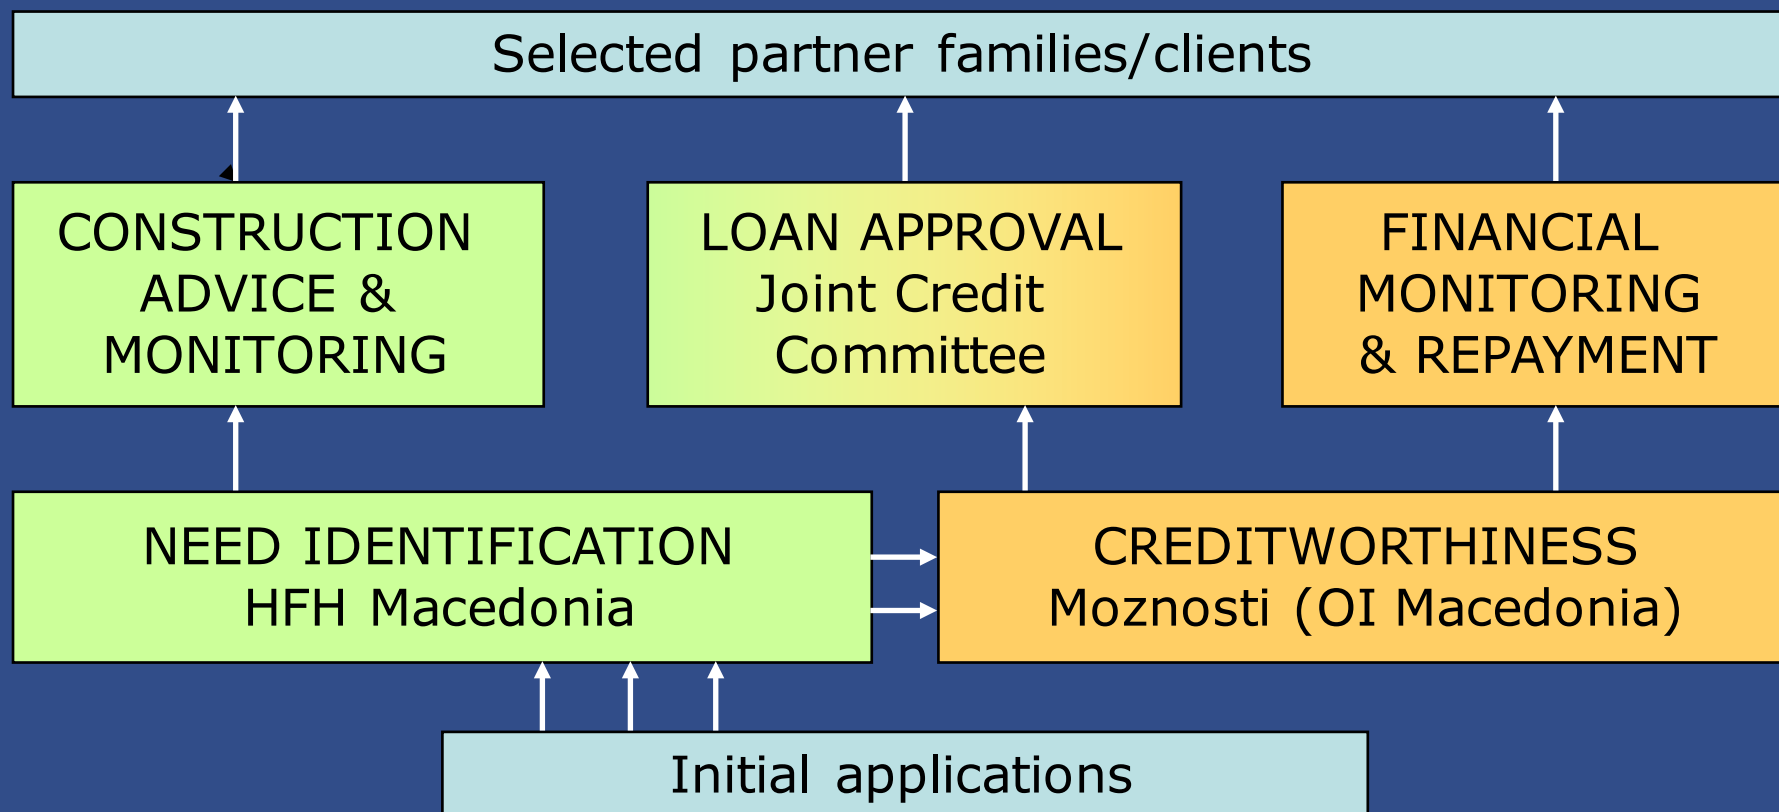 Selected partner families/clients
CONSTRUCTION
ADVICE &
MONITORING
LOAN APPROVAL
Joint Credit
Committee
FINANCIAL
MONITORING
& REPAYMENT
NEED IDENTIFICATION
HFH Macedonia
CREDITWORTHINESS
Moznosti (OI Macedonia)
Initial applications